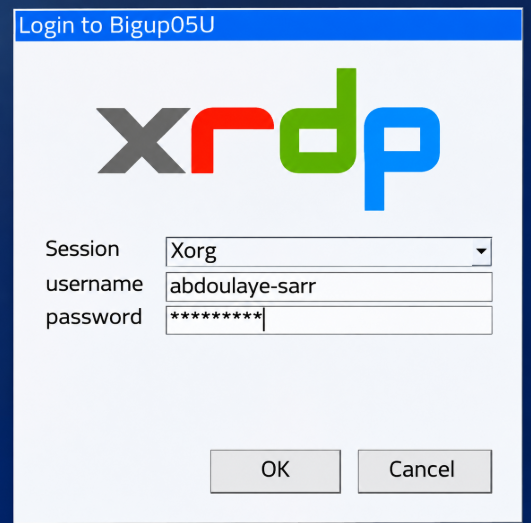 Login to Bigup05U
xrdp
Session Xorg
username abdoulaye-sarr
password *********
OK Cancel